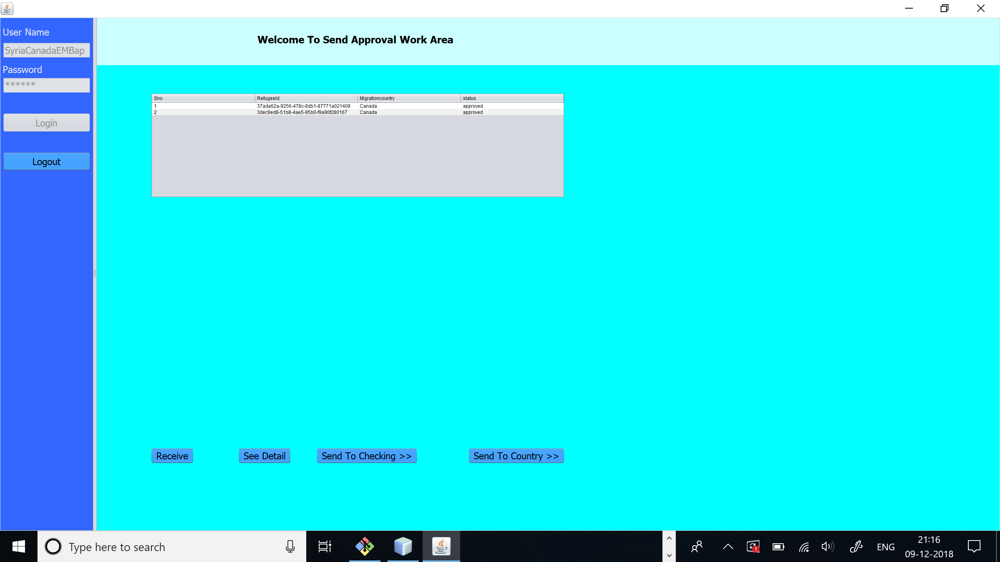 User Name
SyriaCanadaEMBap
Password
******
Login
Logout
Welcome To Send Approval Work Area
Sno RefugeeId Migrationcountry status
1 37ada62a-9256-478c-8db1-87771a021409 Canada approved
2 3dec9ed8-51b8-4ae5-95b0-f9a90f280167 Canada approved
Receive See Detail Send To Checking >> Send To Country >>
Type here to search
ENG
21:16
09-12-2018